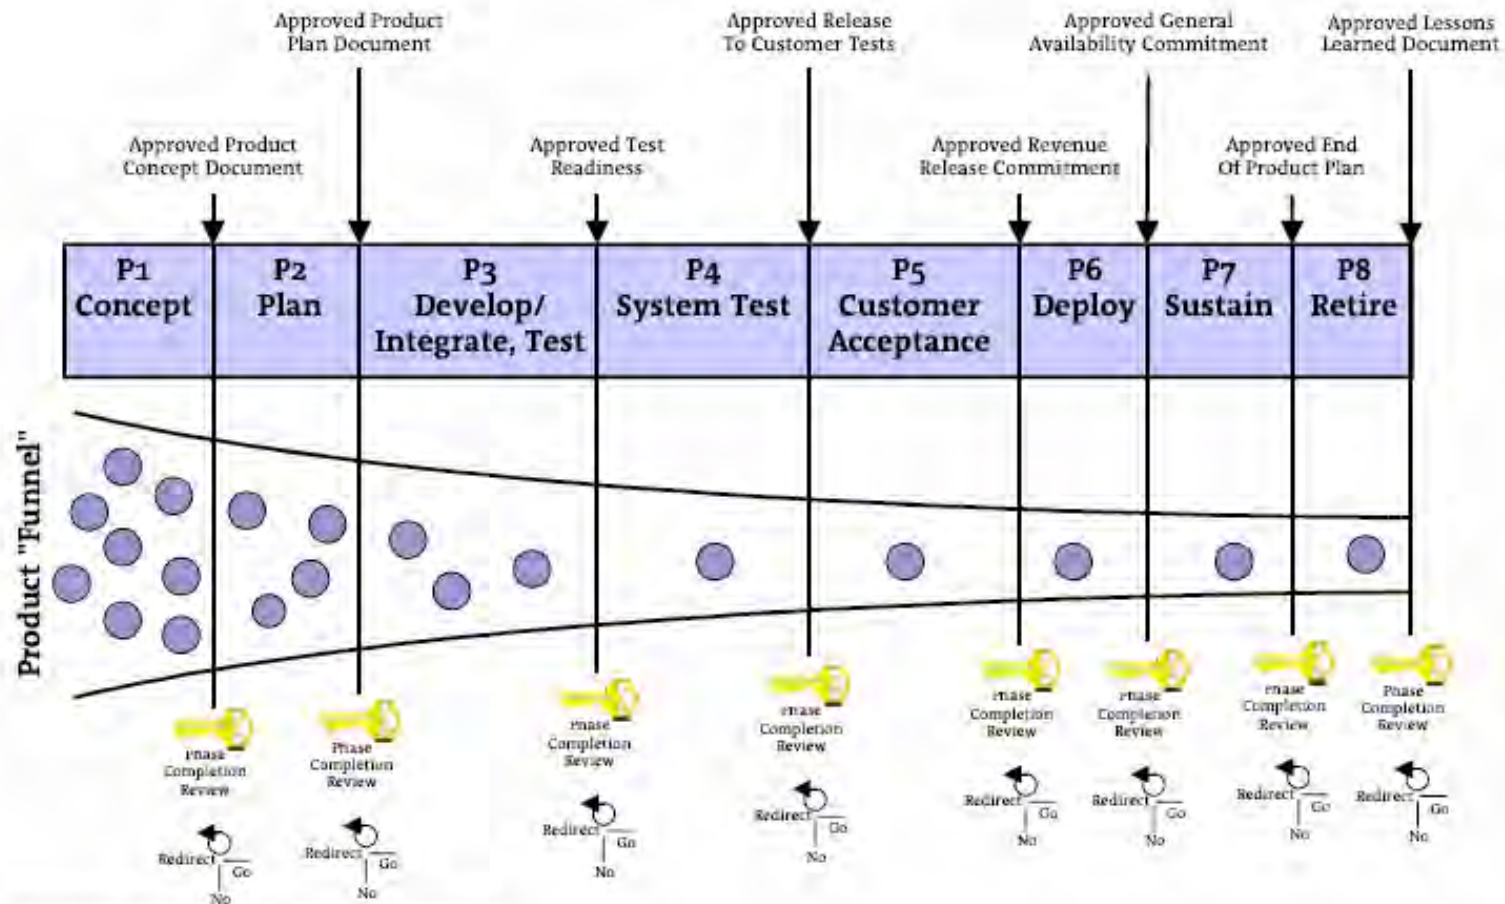 Approved Product
Plan Document
Approved Release
To Customer Tests
Approved General
Availability Commitment
Approved Lessons
Learned Document
Approved Product
Concept Document
Approved Test
Readiness
Approved Revenue
Release Commitment
Approved End
Of Product Plan
P1
Concept
P2
Plan
P3
Develop/
Integrate, Test
P4
System Test
P5
Customer
Acceptance
P6
Deploy
P7
Sustain
P8
Retire
Product "Funnel"
Phase
Completion
Review
Redirect
Go
No
Phase
Completion
Review
Redirect
Go
No
Phase
Completion
Review
Redirect
Go
No
Phase
Completion
Review
Redirect
Go
No
Phase
Completion
Review
Redirect
Go
No
Phase
Completion
Review
Redirect
Go
No
Phase
Completion
Review
Redirect
Go
No
Phase
Completion
Review
Redirect
Go
No